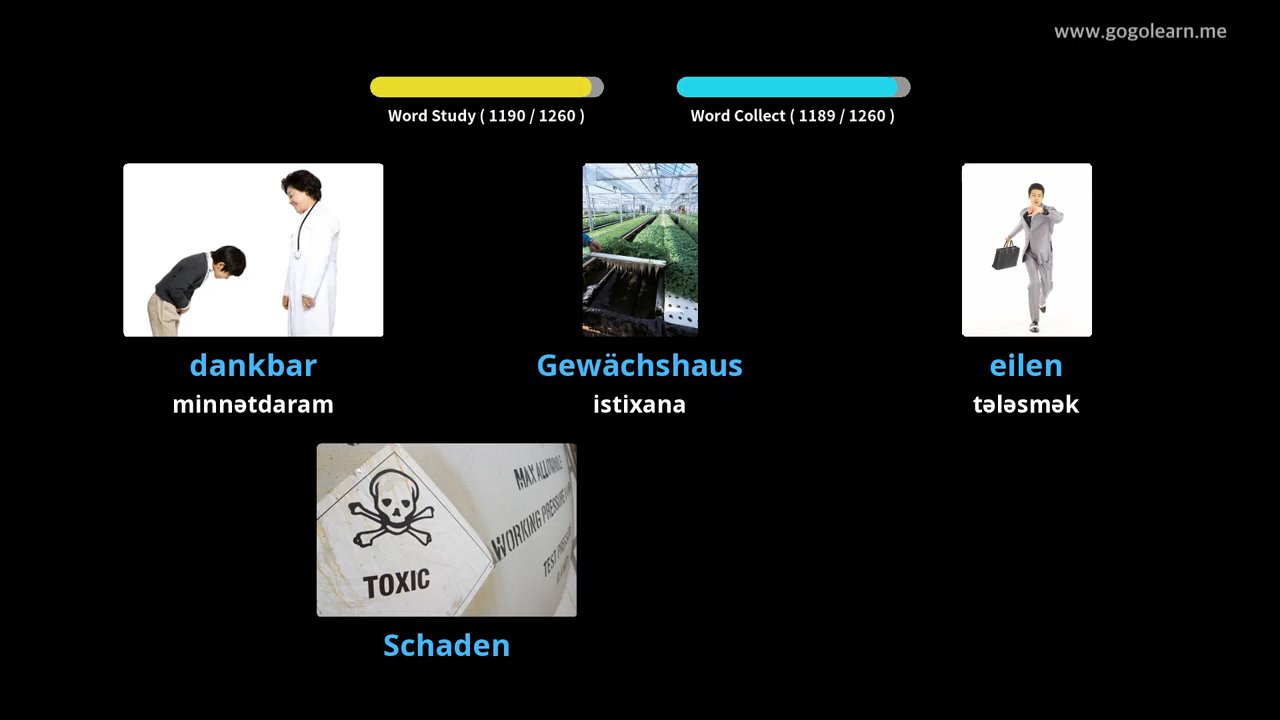 www.gogolearn.me
Word Study ( 1190 / 1260 )
Word Collect ( 1189 / 1260 )
dankbar
minnətdaram
Gewächshaus
istixana
eilen
tələsmək
TOXIC
MAX
WORKING PRESSURE
TEST
Schaden